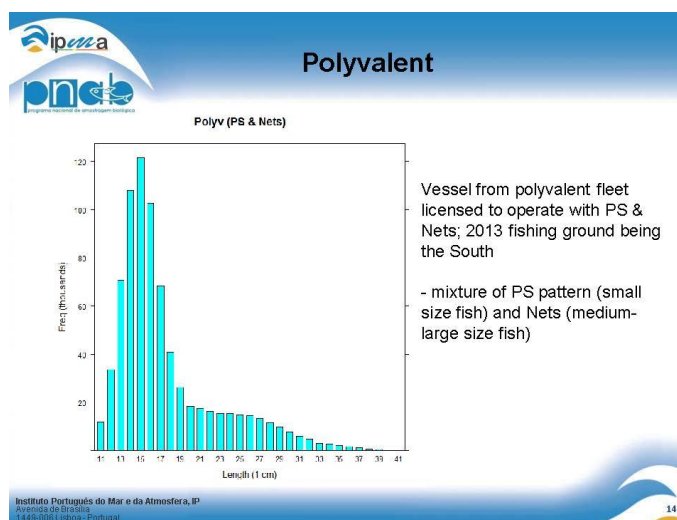 ipma
Polyvalent
pnab
programa nacional de amostragem biológica
Polyv (PS & Nets)
120
100
80
60
40
20
Freq (thousands)
11 13 15 17 19 21 23 25 27 29 31 33 35 37 39 41
Length (1 cm)
Vessel from polyvalent fleet
licensed to operate with PS &
Nets; 2013 fishing ground being
the South
- mixture of PS pattern (small
size fish) and Nets (medium-
large size fish)
Instituto Português do Mar e da Atmosfera, IP
Avenida de Brasília
1449-006 Lisboa - Portugal
14